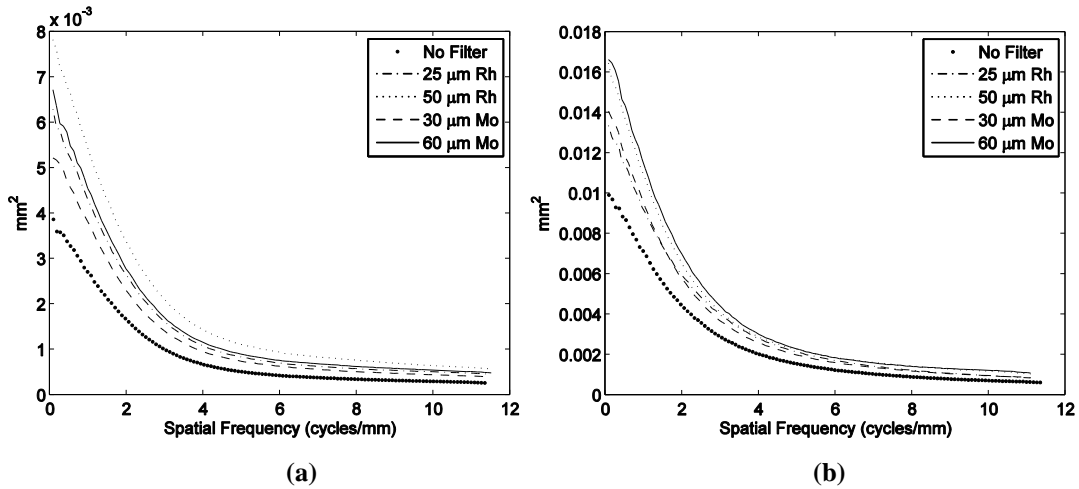 8 x 10⁻³
7
6
5
4
3
2
1
0
mm²
0 2 4 6 8 10 12
Spatial Frequency (cycles/mm)
No Filter
25 μm Rh
50 μm Rh
30 μm Mo
60 μm Mo
(a)
0.018
0.016
0.014
0.012
0.01
0.008
0.006
0.004
0.002
0
mm²
0 2 4 6 8 10 12
Spatial Frequency (cycles/mm)
No Filter
25 μm Rh
50 μm Rh
30 μm Mo
60 μm Mo
(b)